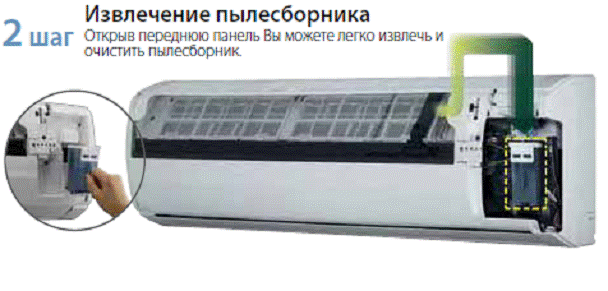 Извлечение пылесборника
2 шаг
Открыв переднюю панель Вы можете легко извлечь и
очистить пылесборник.